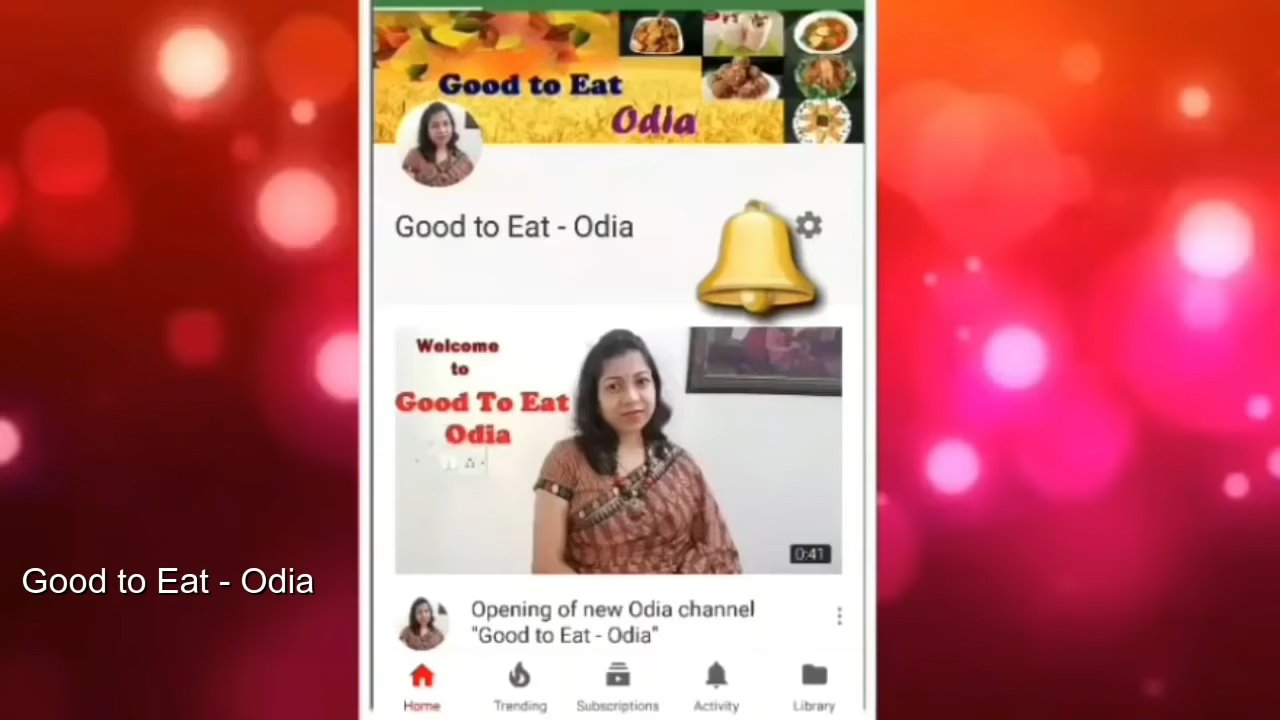 Good to Eat
Odia
Good to Eat - Odia
Welcome
to
Good To Eat
Odia
0:41
Good to Eat - Odia
Opening of new Odia channel
"Good to Eat - Odia"
Home
Trending
Subscriptions
Activity
Library